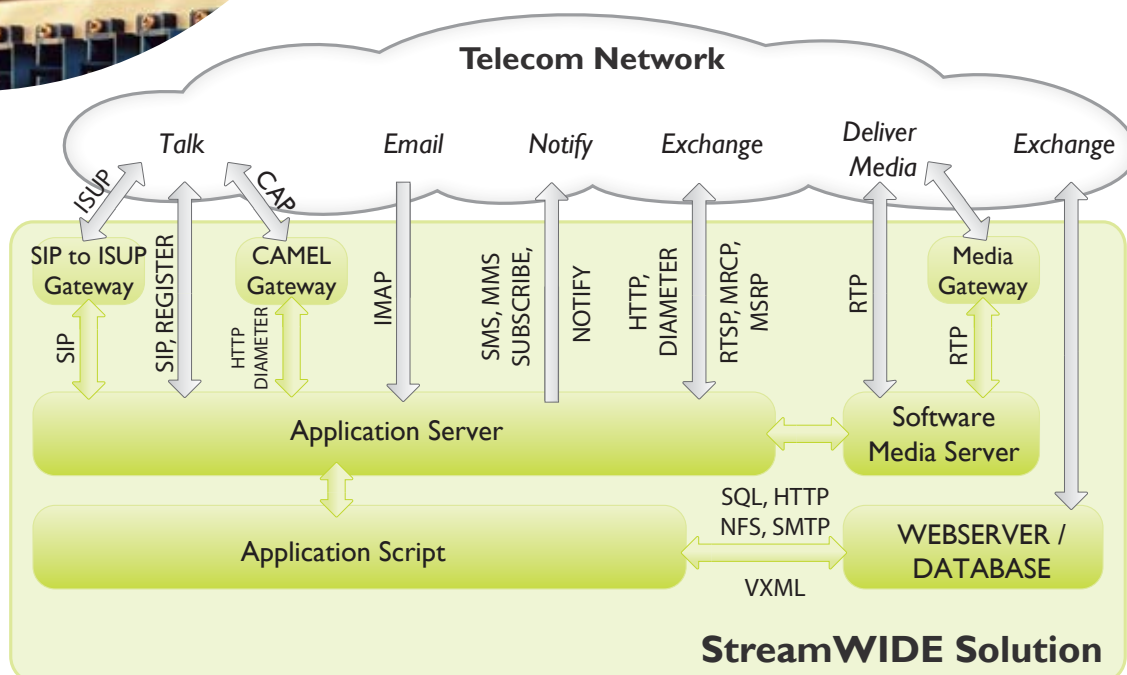 Telecom Network
Talk
Email
Notify
Exchange
Deliver
Media
Exchange
ISUP
CAP
SIP to ISUP
Gateway
CAMEL
Gateway
Media
Gateway
SIP
SIP, REGISTER
HTTP
DIAMETER
IMAP
SMS, MMS
SUBSCRIBE,
NOTIFY
HTTP,
DIAMETER
RTSP, MRCP,
MSRP
RTP
RTP
Application Server
Software
Media Server
SQL, HTTP
NFS, SMTP
Application Script
WEBSERVER /
DATABASE
VXML
StreamWIDE Solution